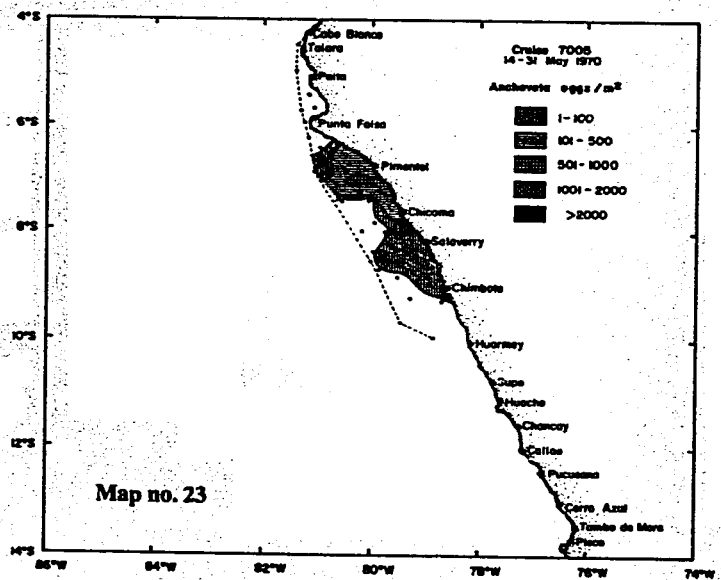 4°S
Cabo Blanco
Talara
Paita
6°S
Punta Falsa
Pimentel
Chicama
8°S
Salaverry
Chimbote
10°S
Huarmey
Supe
Huacho
Chancay
12°S
Callao
Pucusana
Cerro Azul
Tambo de Mora
Pisco
14°S
86°W
84°W
82°W
80°W
78°W
76°W
74°W
Cruise 7005
14-31 May 1970
Anchoveta eggs/m²
1-100
101-500
501-1000
1001-2000
>2000
Map no. 23